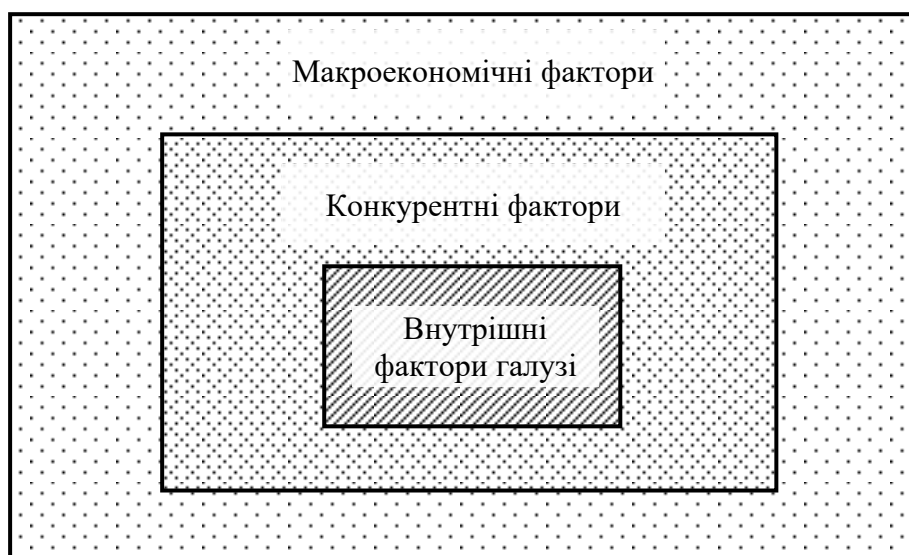 Макроекономічні фактори
Конкурентні фактори
Внутрішні
фактори галузі